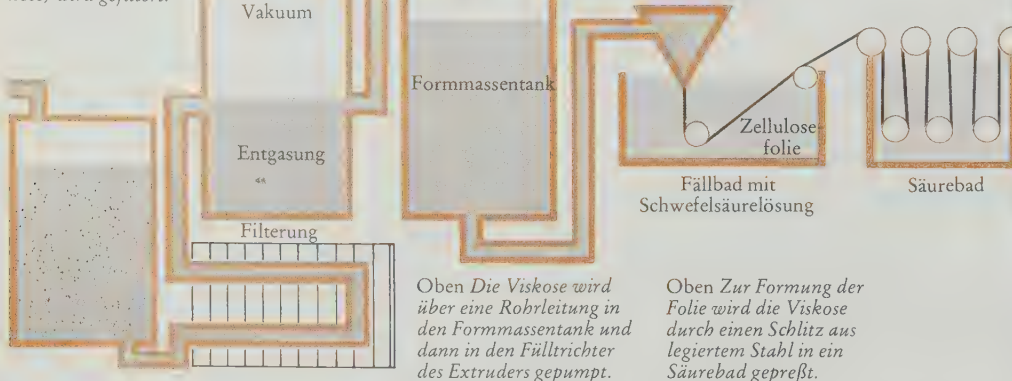 wird gefiltert.
Vakuum
Formmassentank
Zellulose-
folie
Entgasung
Fällbad mit
Schwefelsäurelösung
Säurebad
Filterung
Oben Die Viskose wird
über eine Rohrleitung in
den Formmassentank und
dann in den Fülltrichter
des Extruders gepumpt.
Oben Zur Formung der
Folie wird die Viskose
durch einen Schlitz aus
legiertem Stahl in ein
Säurebad gepreßt.